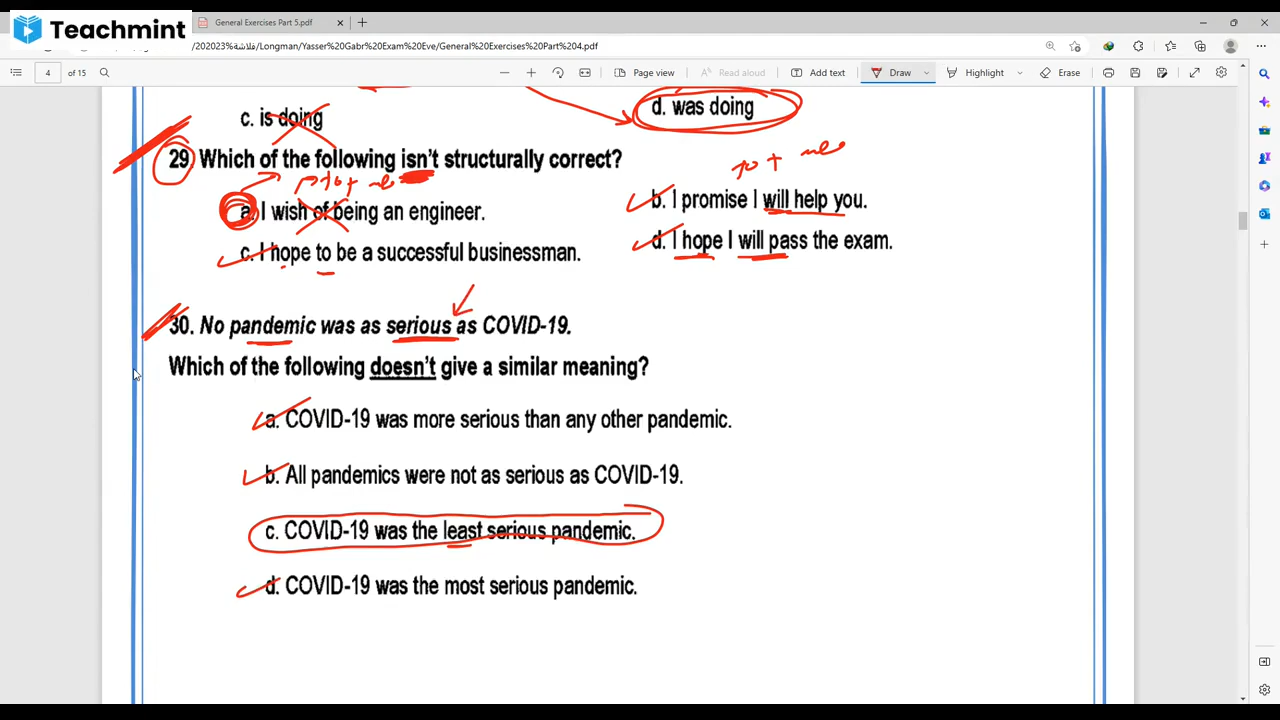 Teachmint
General Exercises Part 5.pdf
/202023%فلاشة/Longman/Yasser%20Gabr%20Exam%20Eve/General%20Exercises%20Part%204.pdf
4 of 15
Page view
Read aloud
Add text
Draw
Highlight
Erase
c. is doing
d. was doing
29. Which of the following isn't structurally correct?
to +
to +
a. I wish of being an engineer.
b. I promise I will help you.
c. I hope to be a successful businessman.
d. I hope I will pass the exam.
30. No pandemic was as serious as COVID-19.
Which of the following doesn't give a similar meaning?
a. COVID-19 was more serious than any other pandemic.
b. All pandemics were not as serious as COVID-19.
c. COVID-19 was the least serious pandemic.
d. COVID-19 was the most serious pandemic.